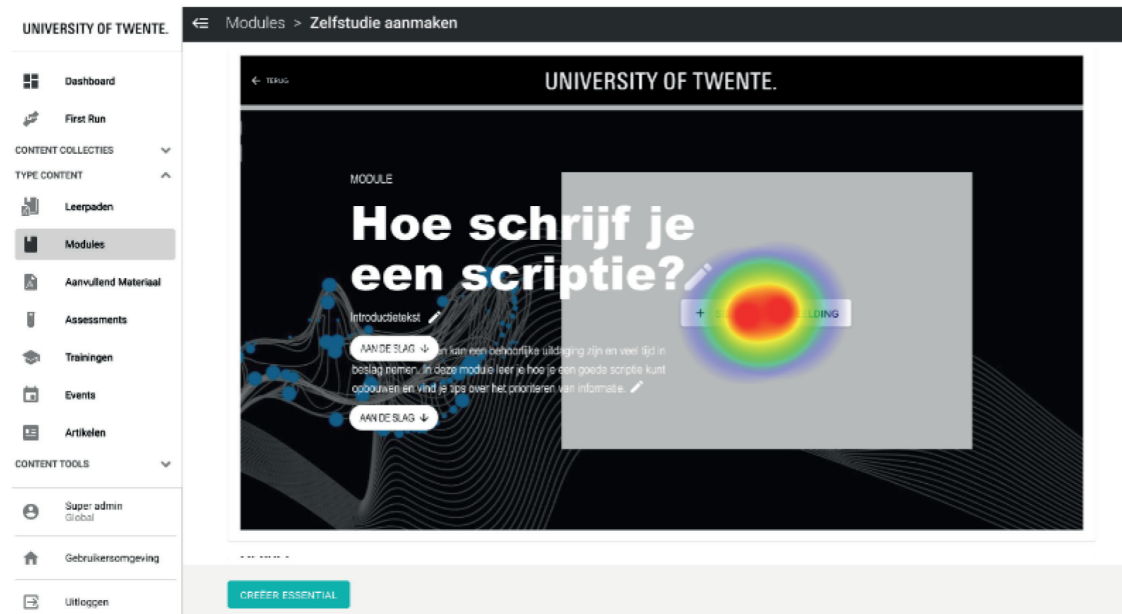 UNIVERSITY OF TWENTE.
Modules > Zelfstudie aanmaken
Dashboard
First Run
CONTENT COLLECTIES
TYPE CONTENT
Leerpaden
Modules
Aanvullend Materiaal
Assessments
Trainingen
Events
Artikelen
CONTENT TOOLS
Super admin
Global
Gebruikersomgeving
Uitloggen
TERUG
UNIVERSITY OF TWENTE.
MODULE
Hoe schrijf je
een scriptie?
Introductietekst
AAN DE SLAG
en kan een behoorlijke uitdaging zijn en veel tijd in
beslag nemen. In deze module leer je hoe je een goede scriptie kunt
opbouwen en vind je tips over het prioriteren van informatie.
AAN DE SLAG
CREËER ESSENTIAL